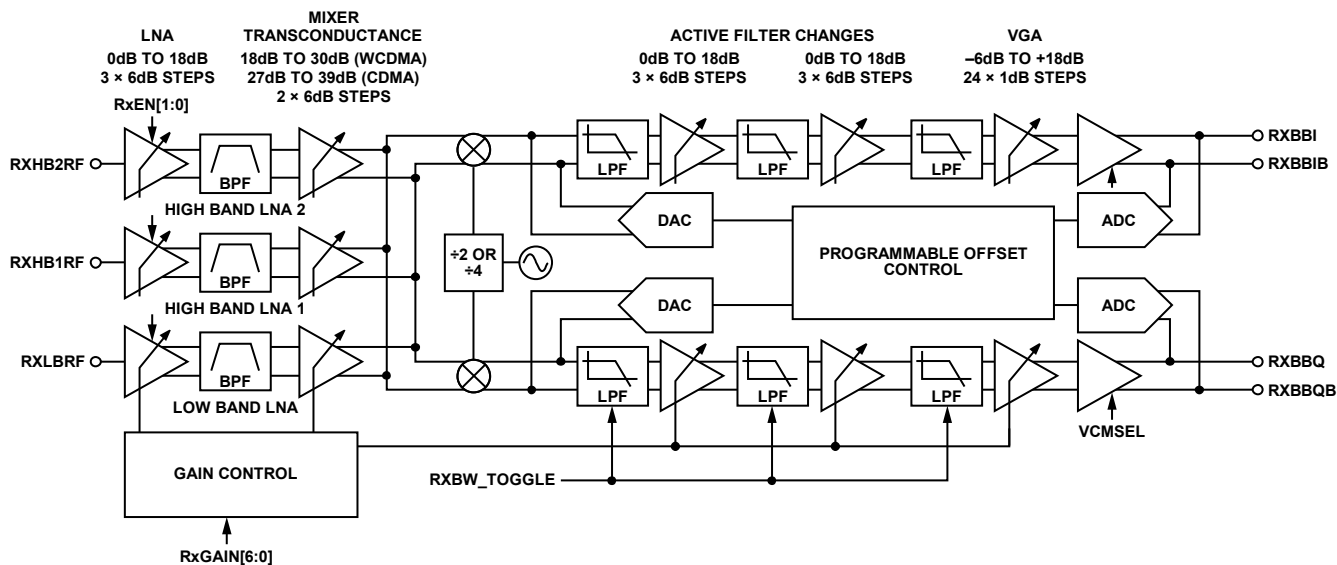 LNA
0dB TO 18dB
3 × 6dB STEPS
RxEN[1:0]
MIXER
TRANSCONDUCTANCE
18dB TO 30dB (WCDMA)
27dB TO 39dB (CDMA)
2 × 6dB STEPS
ACTIVE FILTER CHANGES
0dB TO 18dB
3 × 6dB STEPS
0dB TO 18dB
3 × 6dB STEPS
VGA
–6dB TO +18dB
24 × 1dB STEPS
RXHB2RF
BPF
LPF
LPF
LPF
RXBBI
RXBBIB
HIGH BAND LNA 2
DAC
ADC
RXHB1RF
BPF
÷2 OR
÷4
PROGRAMMABLE OFFSET
CONTROL
HIGH BAND LNA 1
DAC
ADC
RXLBRF
BPF
LPF
LPF
LPF
RXBBQ
RXBBQB
LOW BAND LNA
VCMSEL
GAIN CONTROL
RXBW_TOGGLE
RxGAIN[6:0]